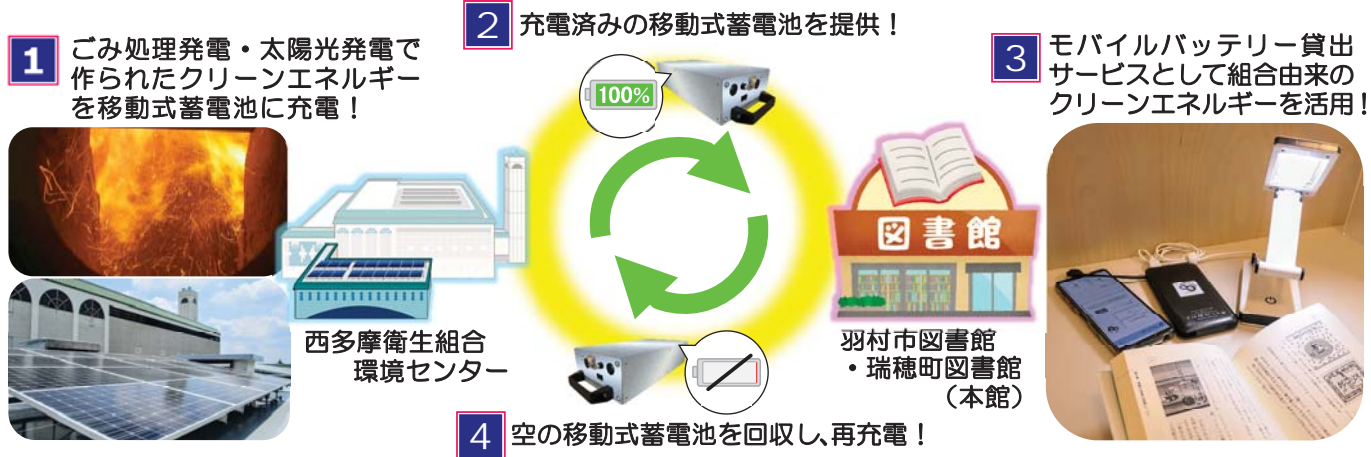 1
ごみ処理発電・太陽光発電で
作られたクリーンエネルギー
を移動式蓄電池に充電！
2
充電済みの移動式蓄電池を提供！
100%
3
モバイルバッテリー貸出
サービスとして組合由来の
クリーンエネルギーを活用！
図書館
西多摩衛生組合
環境センター
羽村市図書館
・瑞穂町図書館
（本館）
4
空の移動式蓄電池を回収し、再充電！